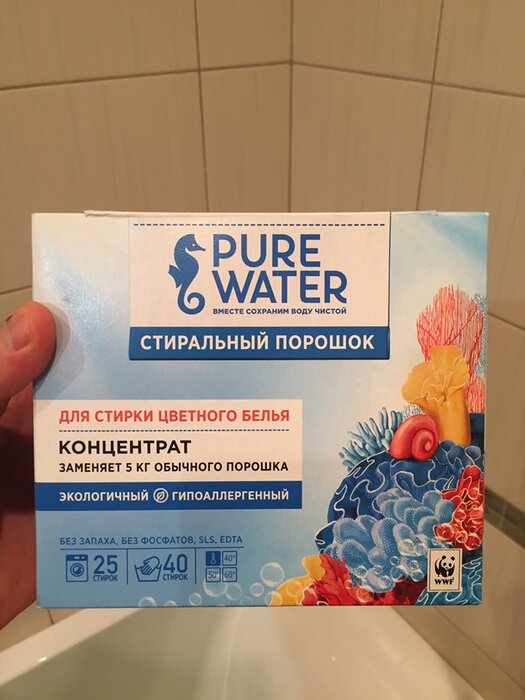 PURE
WATER
ВМЕСТЕ СОХРАНИМ ВОДУ ЧИСТОЙ
СТИРАЛЬНЫЙ ПОРОШОК
ДЛЯ СТИРКИ ЦВЕТНОГО БЕЛЬЯ
КОНЦЕНТРАТ
ЗАМЕНЯЕТ 5 КГ ОБЫЧНОГО ПОРОШКА
ЭКОЛОГИЧНЫЙ ГИПОАЛЛЕРГЕННЫЙ
БЕЗ ЗАПАХА, БЕЗ ФОСФАТОВ, SLS, EDTA
25 СТИРОК 40 СТИРОК 40°
50° 60°
WWF